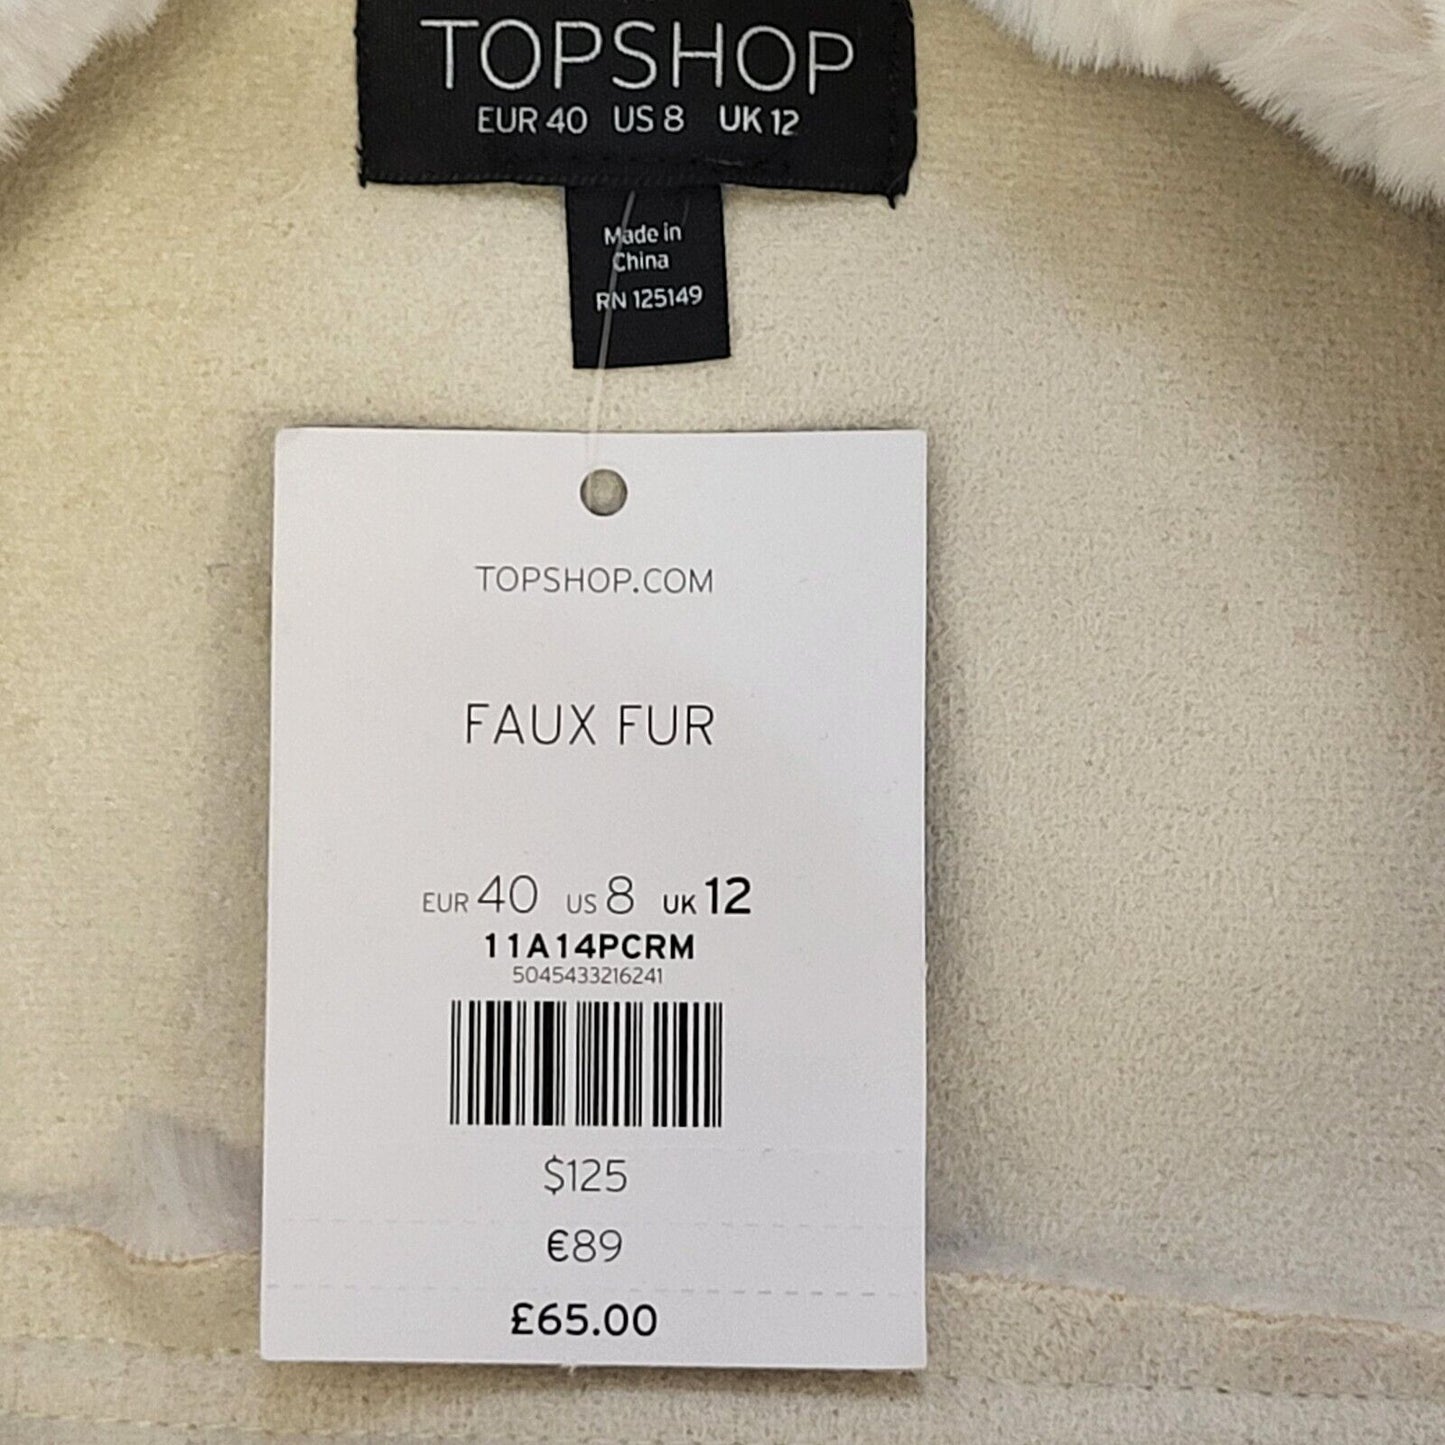 TOPSHOP
EUR 40 US 8 UK 12
Made in
China
RN 125149
TOPSHOP.COM
FAUX FUR
EUR 40 US 8 UK 12
11A14PCRM
5045433216241
$125
€89
£65.00